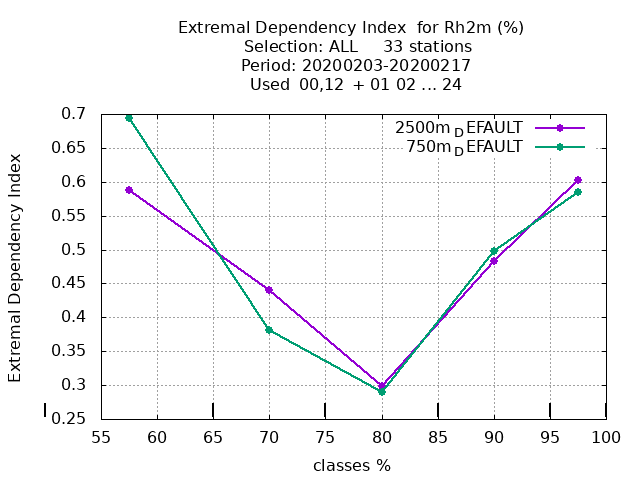 Extremal Dependency Index  for Rh2m (%)
Selection: ALL     33 stations
Period: 20200203-20200217
Used  00,12  + 01 02 ... 24
2500m_DEFAULT
750m_DEFAULT
Extremal Dependency Index
0.7
0.65
0.6
0.55
0.5
0.45
0.4
0.35
0.3
0.25
55 60 65 70 75 80 85 90 95 100
classes %